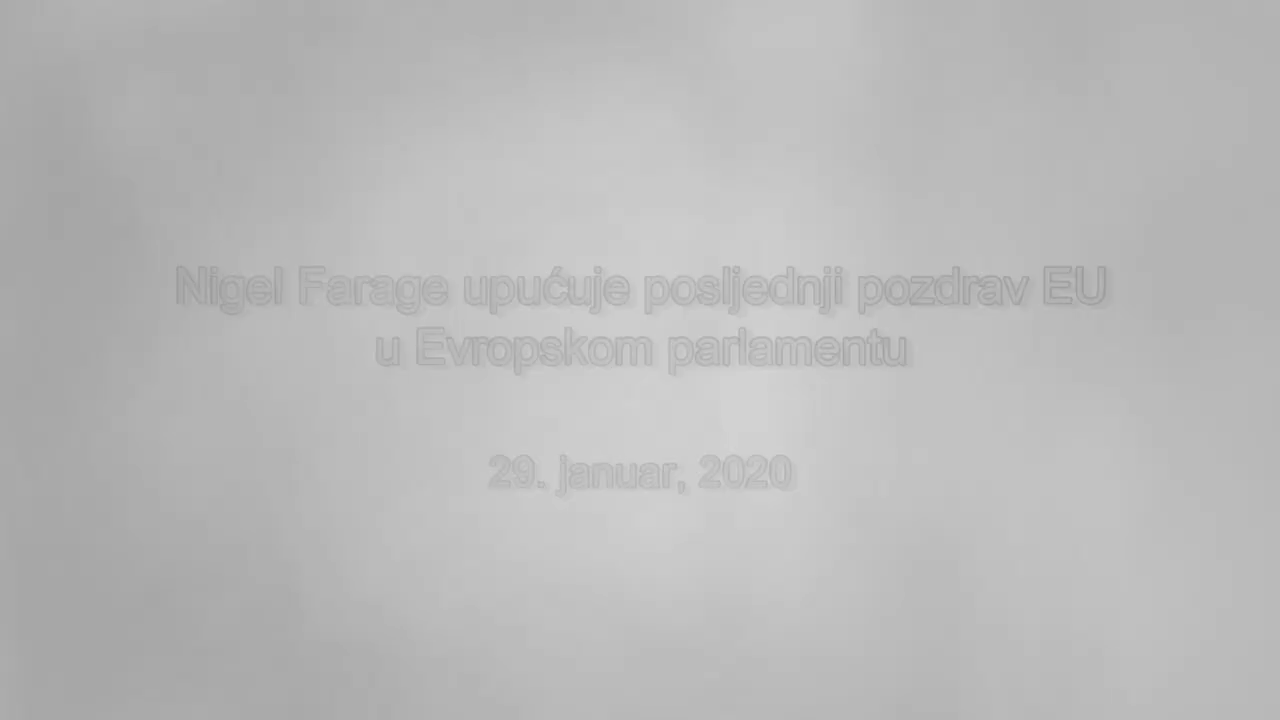 Nigel Farage upućuje posljednji pozdrav EU
u Evropskom parlamentu
29. januar, 2020